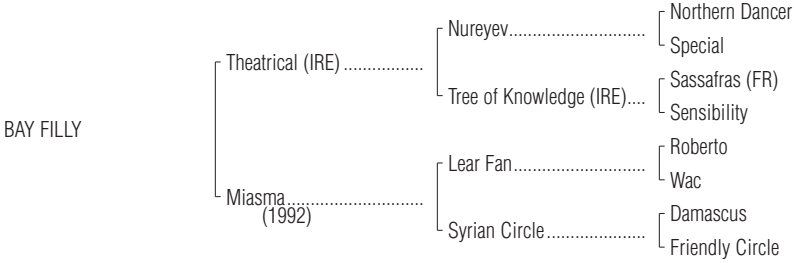 Northern Dancer
Nureyev..............................
Special
Theatrical (IRE) .................
Sassafras (FR)
Tree of Knowledge (IRE)....
Sensibility
BAY FILLY
Roberto
Lear Fan.............................
Wac
Miasma.............................
(1992)
Damascus
Syrian Circle.....................
Friendly Circle